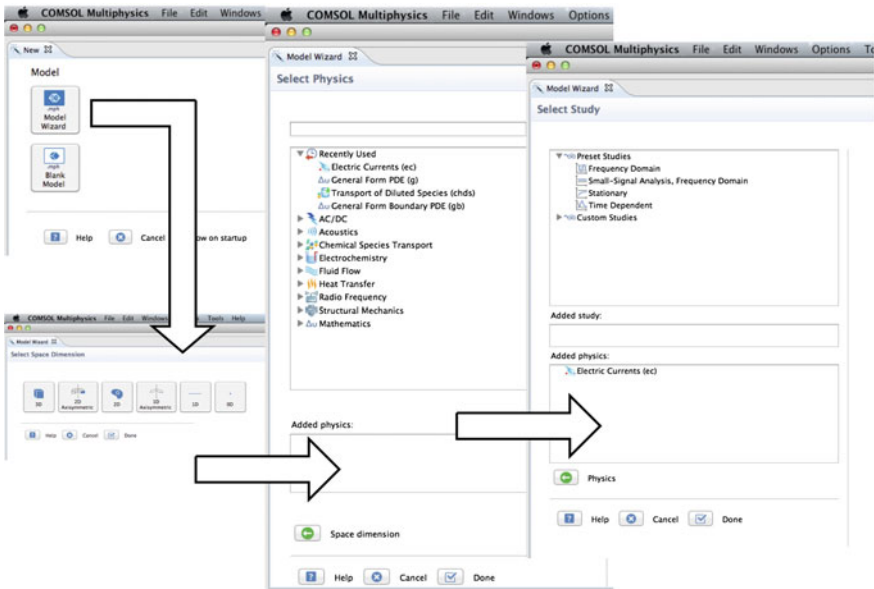 COMSOL Multiphysics File Edit Windows
New
Model
Model
Wizard
Blank
Model
Help Cancel ow on startup
COMSOL Multiphysics File Edit Window Tools Help
Model Wizard
Select Space Dimension
3D
2D
Axisymmetric
2D
1D
Axisymmetric
1D
0D
Help Cancel Done
COMSOL Multiphysics File Edit Windows Options
Model Wizard
Select Physics
Recently Used
Electric Currents (ec)
General Form PDE (g)
Transport of Diluted Species (chds)
General Form Boundary PDE (gb)
AC/DC
Acoustics
Chemical Species Transport
Electrochemistry
Fluid Flow
Heat Transfer
Radio Frequency
Structural Mechanics
Δu Mathematics
Added physics:
Space dimension
Help Cancel Done
COMSOL Multiphysics File Edit Windows Options To
Model Wizard
Select Study
Preset Studies
Frequency Domain
Small-Signal Analysis, Frequency Domain
Stationary
Time Dependent
Custom Studies
Added study:
Added physics:
Electric Currents (ec)
Physics
Help Cancel Done